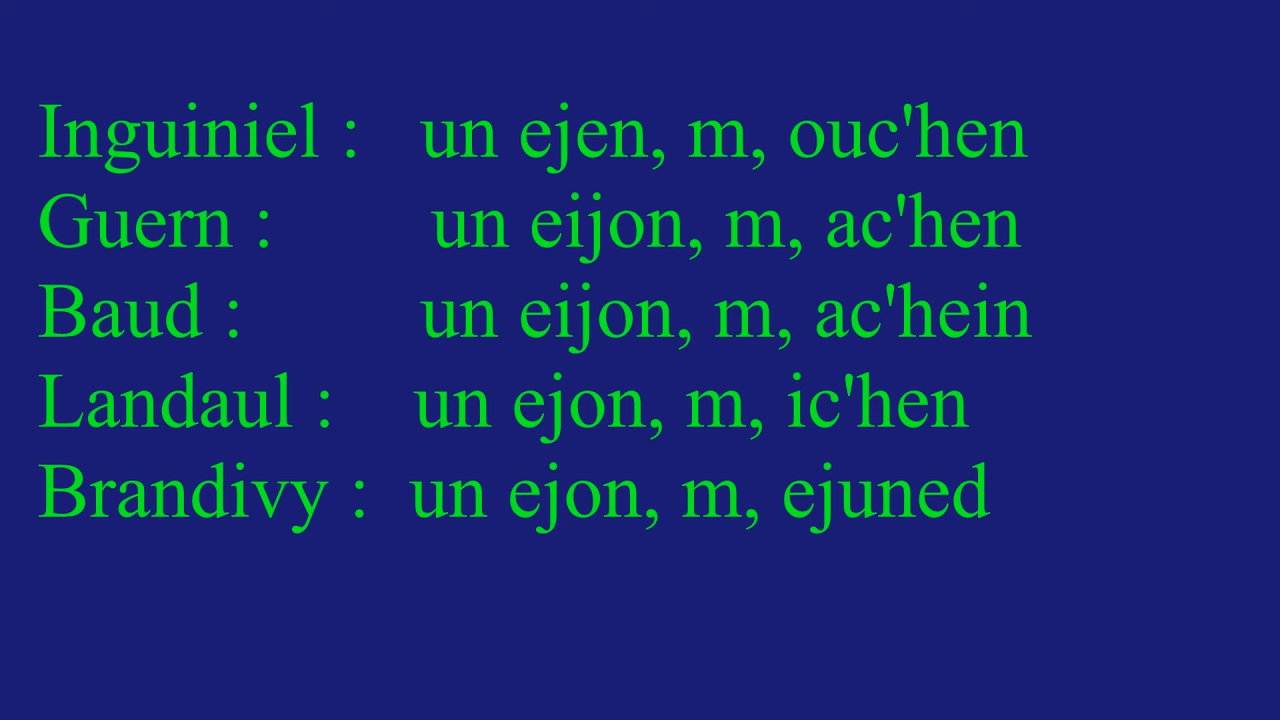 Inguiniel : un ejen, m, ouc'hen
Guern : un eijon, m, ac'hen
Baud : un eijon, m, ac'hein
Landaul : un ejon, m, ic'hen
Brandivy : un ejon, m, ejuned